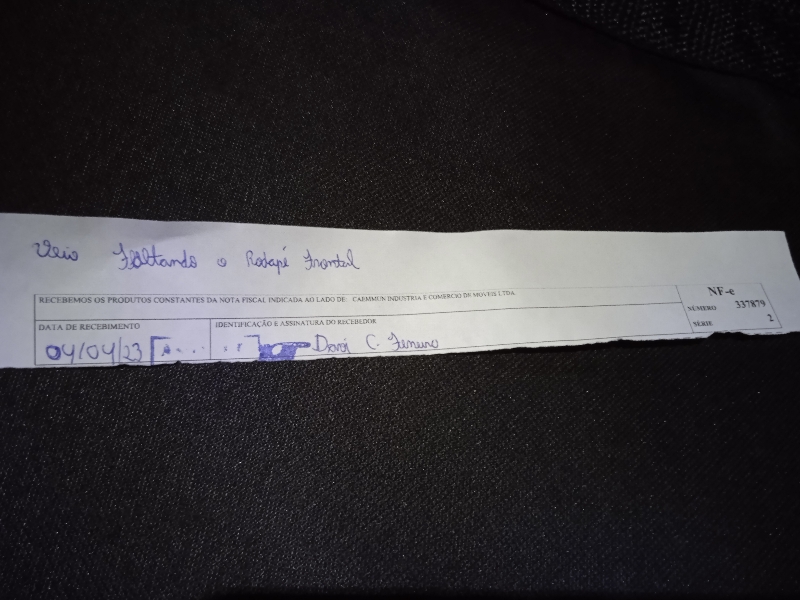 Veio Faltando o Rodapé Frontal
RECEBEMOS OS PRODUTOS CONSTANTES DA NOTA FISCAL INDICADA AO LADO DE: CAEMMUN INDUSTRIA E COMERCIO DE MOVEIS LTDA
NF-e
NÚMERO 337879
SÉRIE 2
DATA DE RECEBIMENTO
04/04/23
IDENTIFICAÇÃO E ASSINATURA DO RECEBEDOR
C.